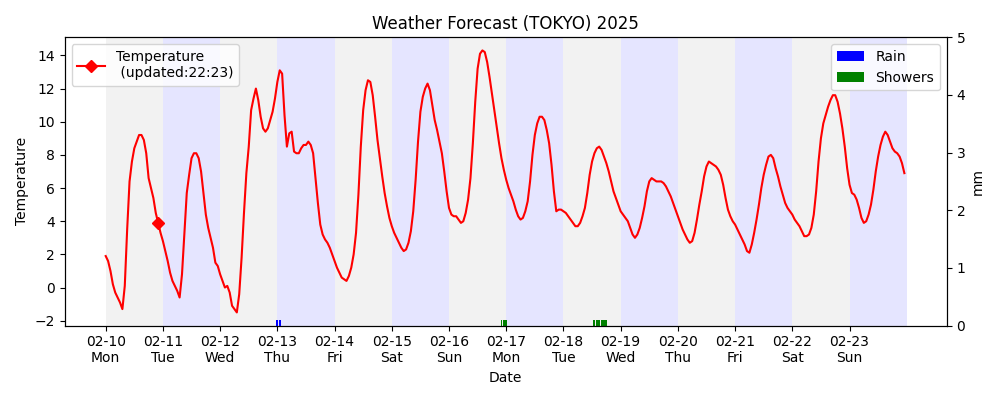 Weather Forecast (TOKYO) 2025
Temperature
(updated:22:23)
Rain
Showers
14
12
10
8
6
4
2
0
−2
Temperature
5
4
3
2
1
0
mm
02-10 02-11 02-12 02-13 02-14 02-15 02-16 02-17 02-18 02-19 02-20 02-21 02-22 02-23
Mon Tue Wed Thu Fri Sat Sun Mon Tue Wed Thu Fri Sat Sun
Date